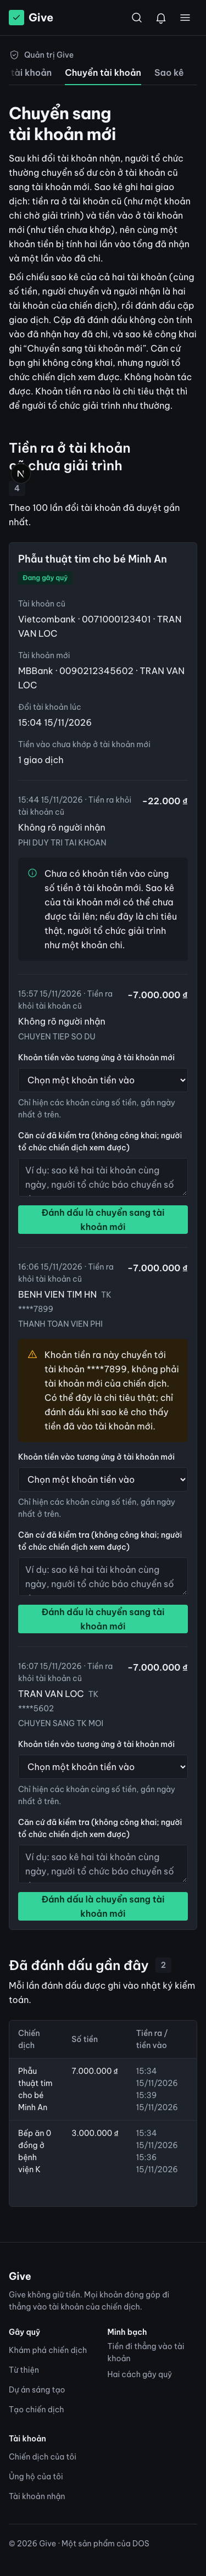 Give
Quản trị Give
tài khoản
Chuyển tài khoản
Sao kê
Chuyển sang
tài khoản mới
Sau khi đổi tài khoản nhận, người tổ chức
thường chuyển số dư còn ở tài khoản cũ
sang tài khoản mới. Sao kê ghi hai giao
dịch: tiền ra ở tài khoản cũ (như một khoản
chi chờ giải trình) và tiền vào ở tài khoản
mới (như tiền chưa khớp), nên cùng một
khoản tiền bị tính hai lần vào tổng đã nhận
và một lần vào đã chi.
Đối chiếu sao kê của cả hai tài khoản (cùng
số tiền, người chuyển và người nhận là hai
tài khoản của chiến dịch), rồi đánh dấu cặp
giao dịch. Cặp đã đánh dấu không còn tính
vào đã nhận hay đã chi, và sao kê công khai
ghi “Chuyển sang tài khoản mới”. Căn cứ
bạn ghi không công khai, nhưng người tổ
chức chiến dịch xem được. Không hoàn tác
được. Khoản tiền ra nào là chi tiêu thật thì
để người tổ chức giải trình như thường.
Tiền ra ở tài khoản
chưa giải trình
N
4
Theo 100 lần đổi tài khoản đã duyệt gần
nhất.
Phẫu thuật tim cho bé Minh An
Đang gây quỹ
Tài khoản cũ
Vietcombank · 0071000123401 · TRAN
VAN LOC
Tài khoản mới
MBBank · 0090212345602 · TRAN VAN
LOC
Đổi tài khoản lúc
15:04 15/11/2026
Tiền vào chưa khớp ở tài khoản mới
1 giao dịch
15:44 15/11/2026 · Tiền ra khỏi
tài khoản cũ
-22.000 đ
Không rõ người nhận
PHI DUY TRI TAI KHOAN
Chưa có khoản tiền vào cùng
số tiền ở tài khoản mới. Sao kê
của tài khoản mới có thể chưa
được tải lên; nếu đây là chi tiêu
thật, người tổ chức giải trình
như một khoản chi.
15:57 15/11/2026 · Tiền ra
khỏi tài khoản cũ
-7.000.000 đ
Không rõ người nhận
CHUYEN TIEP SO DU
Khoản tiền vào tương ứng ở tài khoản mới
Chọn một khoản tiền vào
Chỉ hiện các khoản cùng số tiền, gần ngày
nhất ở trên.
Căn cứ đã kiểm tra (không công khai; người
tổ chức chiến dịch xem được)
Ví dụ: sao kê hai tài khoản cùng
ngày, người tổ chức báo chuyển số
Đánh dấu là chuyển sang tài
khoản mới
16:06 15/11/2026 · Tiền ra
khỏi tài khoản cũ
-7.000.000 đ
BENH VIEN TIM HN TK
****7899
THANH TOAN VIEN PHI
Khoản tiền ra này chuyển tới
tài khoản ****7899, không phải
tài khoản mới của chiến dịch.
Có thể đây là chi tiêu thật; chỉ
đánh dấu khi sao kê cho thấy
tiền đã vào tài khoản mới.
Khoản tiền vào tương ứng ở tài khoản mới
Chọn một khoản tiền vào
Chỉ hiện các khoản cùng số tiền, gần ngày
nhất ở trên.
Căn cứ đã kiểm tra (không công khai; người
tổ chức chiến dịch xem được)
Ví dụ: sao kê hai tài khoản cùng
ngày, người tổ chức báo chuyển số
Đánh dấu là chuyển sang tài
khoản mới
16:07 15/11/2026 · Tiền ra
khỏi tài khoản cũ
-7.000.000 đ
TRAN VAN LOC TK
****5602
CHUYEN SANG TK MOI
Khoản tiền vào tương ứng ở tài khoản mới
Chọn một khoản tiền vào
Chỉ hiện các khoản cùng số tiền, gần ngày
nhất ở trên.
Căn cứ đã kiểm tra (không công khai; người
tổ chức chiến dịch xem được)
Ví dụ: sao kê hai tài khoản cùng
ngày, người tổ chức báo chuyển số
Đánh dấu là chuyển sang tài
khoản mới
Đã đánh dấu gần đây 2
Mỗi lần đánh dấu được ghi vào nhật ký kiểm
toán.
Chiến
dịch
Số tiền
Tiền ra /
tiền vào
Phẫu
thuật tim
cho bé
Minh An
7.000.000 đ
15:34
15/11/2026
15:39
15/11/2026
Bếp ăn 0
đồng ở
bệnh
viện K
3.000.000 đ
15:34
15/11/2026
15:36
15/11/2026
Give
Give không giữ tiền. Mọi khoản đóng góp đi
thẳng vào tài khoản của chiến dịch.
Gây quỹ
Khám phá chiến dịch
Từ thiện
Dự án sáng tạo
Tạo chiến dịch
Minh bạch
Tiền đi thẳng vào tài
khoản
Hai cách gây quỹ
Tài khoản
Chiến dịch của tôi
Ủng hộ của tôi
Tài khoản nhận
© 2026 Give · Một sản phẩm của DOS